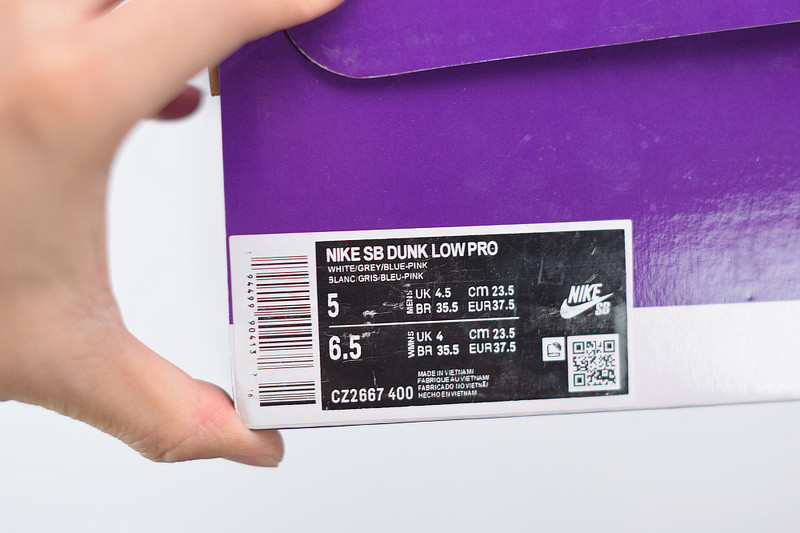 NIKE SB DUNK LOW PRO
WHITE/GREY/BLUE-PINK
BLANC/GRIS/BLEU-PINK
5 MENS UK 4.5 CM 23.5
BR 35.5 EUR 37.5
6.5 WMNS UK 4 CM 23.5
BR 35.5 EUR 37.5
CZ2667 400
MADE IN VIETNAM
FABRIQUE AU VIETNAM
FABRICADO NO VIETNÃ
HECHO EN VIETNAM
NIKE
SB